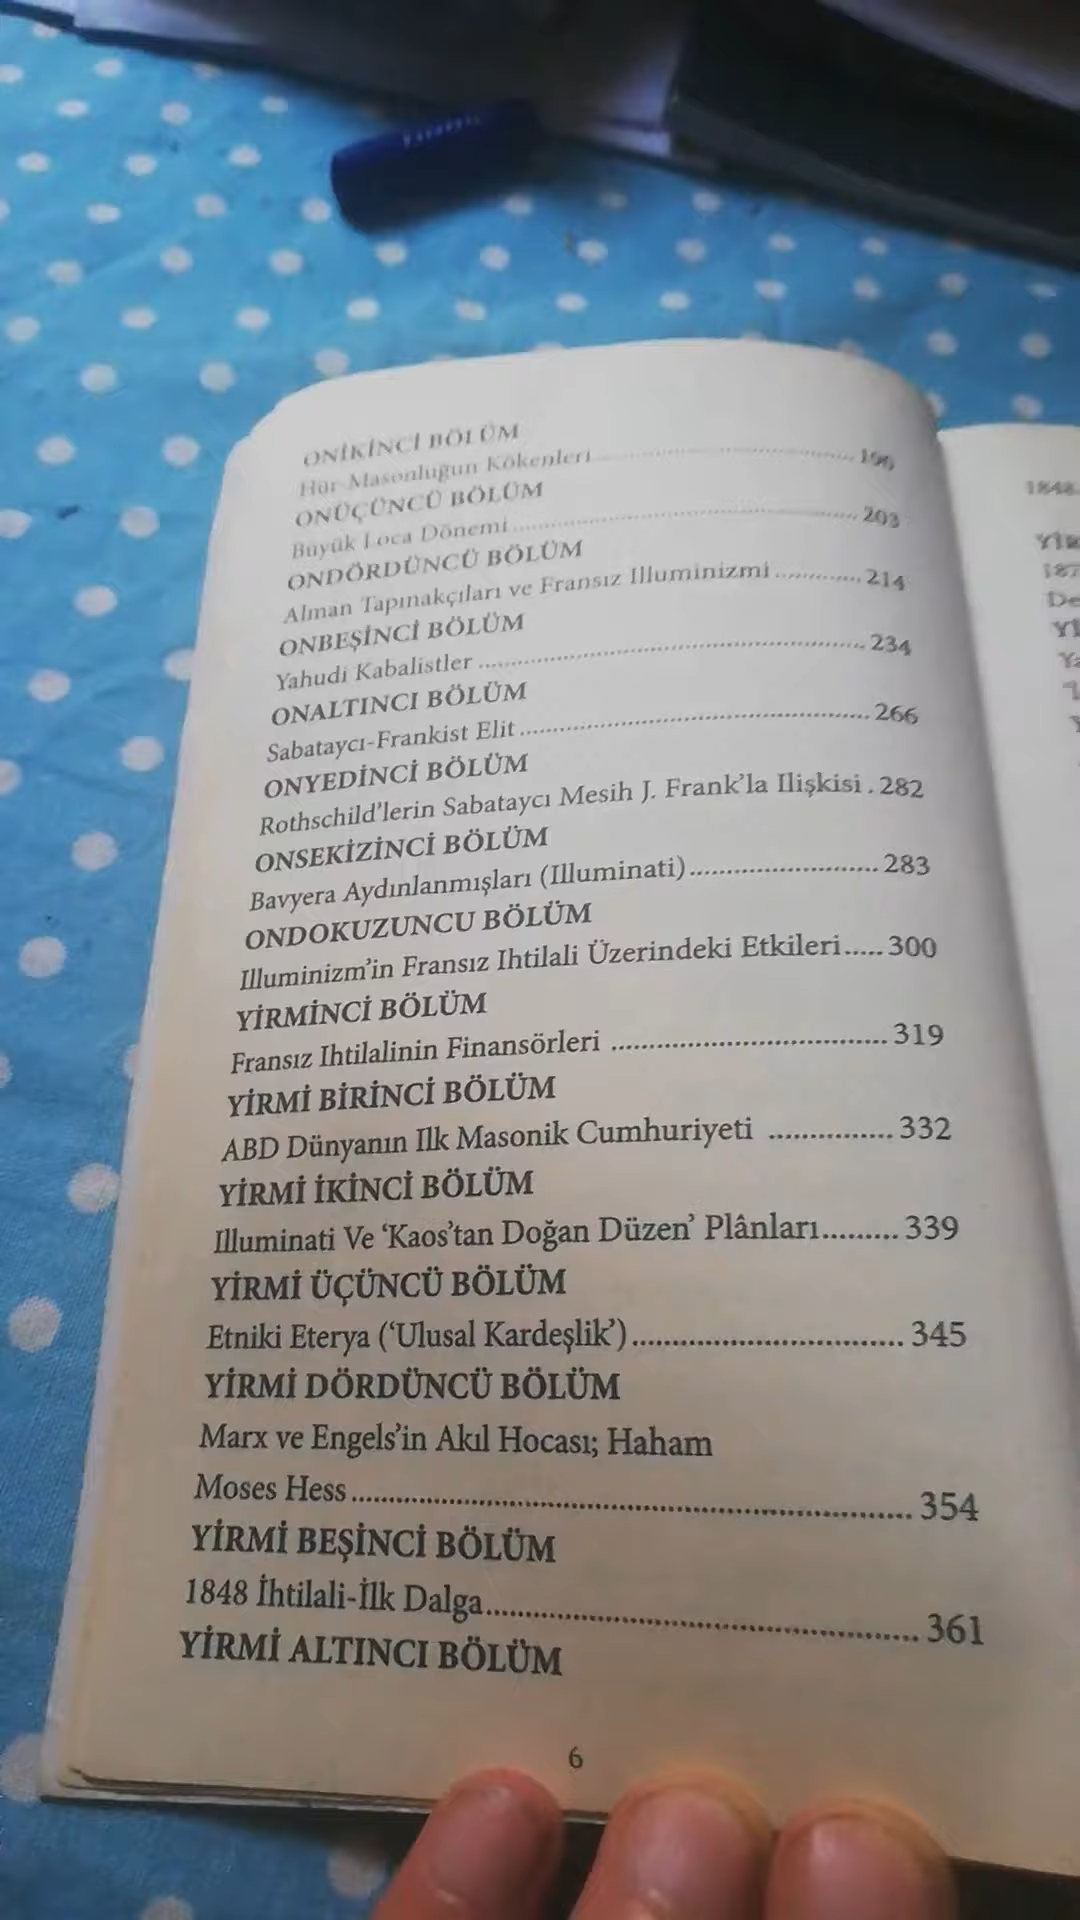 ONİKİNCİ BÖLÜM
Hür Masonluğun Kökenleri........ 196
ONÜÇÜNCÜ BÖLÜM
Büyük Loca Dönemi........ 203
ONDÖRDÜNCÜ BÖLÜM
Alman Tapınakçıları ve Fransız Illuminizmi............ 214
ONBEŞİNCİ BÖLÜM
Yahudi Kabalistler........ 234
ONALTINCI BÖLÜM
Sabataycı-Frankist Elit........ 266
ONYEDİNCİ BÖLÜM
Rothschild'lerin Sabataycı Mesih J. Frank'la Ilişkisi. 282
ONSEKİZİNCİ BÖLÜM
Bavyera Aydınlanmışları (Illuminati)........ 283
ONDOKUZUNCU BÖLÜM
Illuminizm'in Fransız Ihtilali Üzerindeki Etkileri..... 300
YİRMİNCİ BÖLÜM
Fransız Ihtilalinin Finansörleri ........ 319
YİRMİ BİRİNCİ BÖLÜM
ABD Dünyanın Ilk Masonik Cumhuriyeti ............... 332
YİRMİ İKİNCİ BÖLÜM
Illuminati Ve 'Kaos'tan Doğan Düzen' Plânları......... 339
YİRMİ ÜÇÜNCÜ BÖLÜM
Etniki Eterya ('Ulusal Kardeşlik')........ 345
YİRMİ DÖRDÜNCÜ BÖLÜM
Marx ve Engels'in Akıl Hocası; Haham
Moses Hess........ 354
YİRMİ BEŞİNCİ BÖLÜM
1848 İhtilali-İlk Dalga........ 361
YİRMİ ALTINCI BÖLÜM
6
1848
187
De